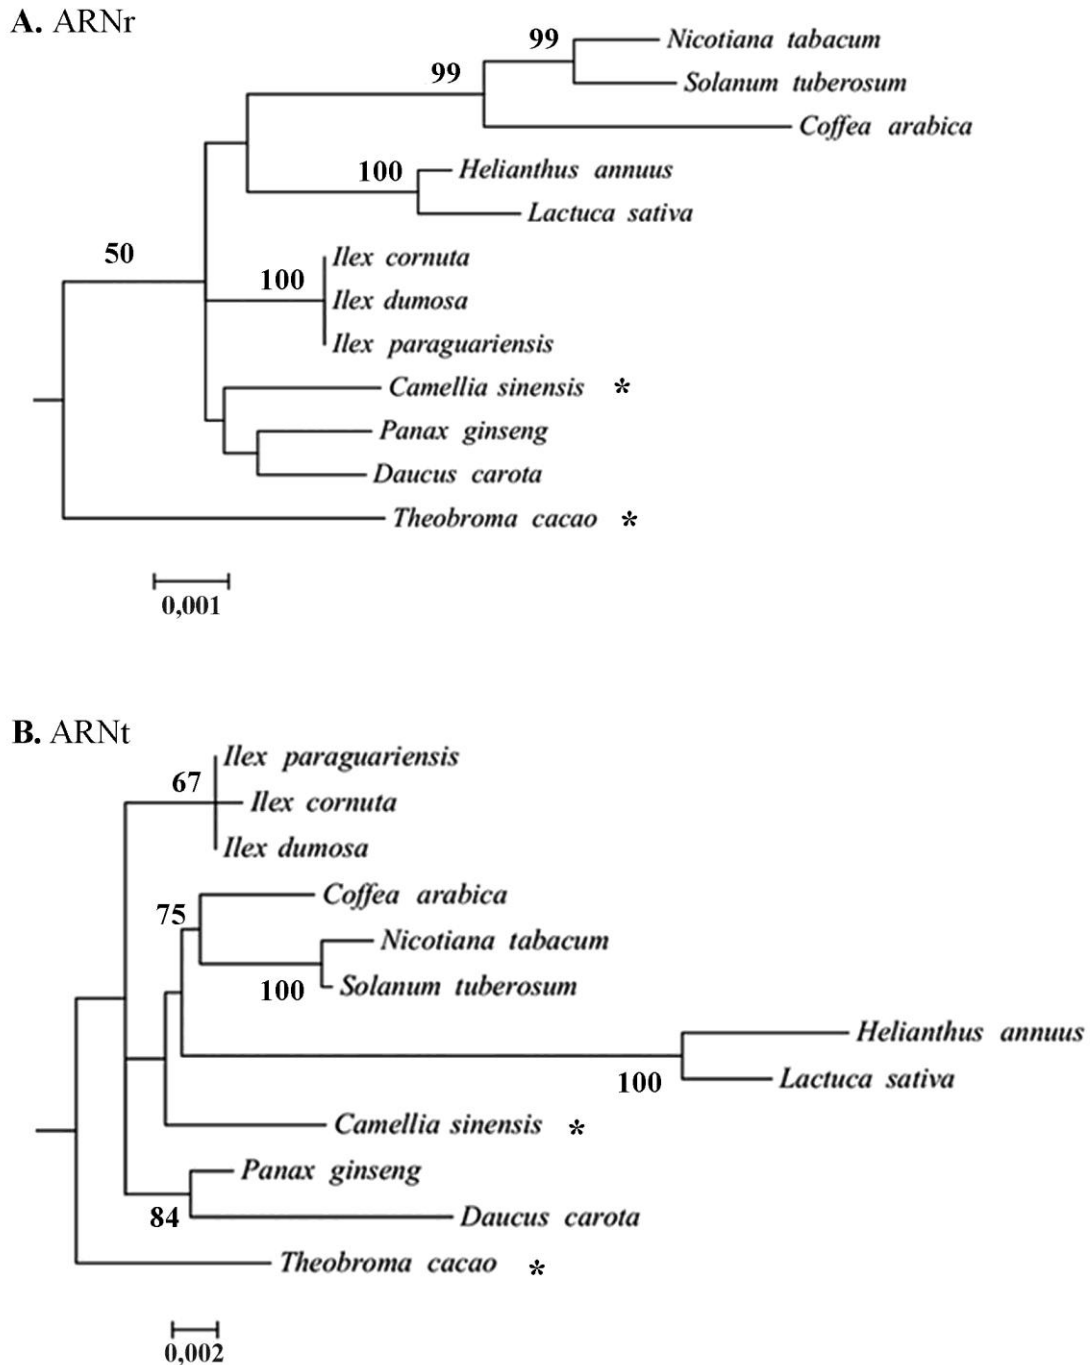 A. ARNr
99
Nicotiana tabacum
99
Solanum tuberosum
Coffea arabica
100
Helianthus annuus
Lactuca sativa
50
Ilex cornuta
100
Ilex dumosa
Ilex paraguariensis
Camellia sinensis *
Panax ginseng
Daucus carota
Theobroma cacao *
0,001
B. ARNt
Ilex paraguariensis
67
Ilex cornuta
Ilex dumosa
Coffea arabica
75
Nicotiana tabacum
100
Solanum tuberosum
Helianthus annuus
100
Lactuca sativa
Camellia sinensis *
Panax ginseng
84
Daucus carota
Theobroma cacao *
0,002